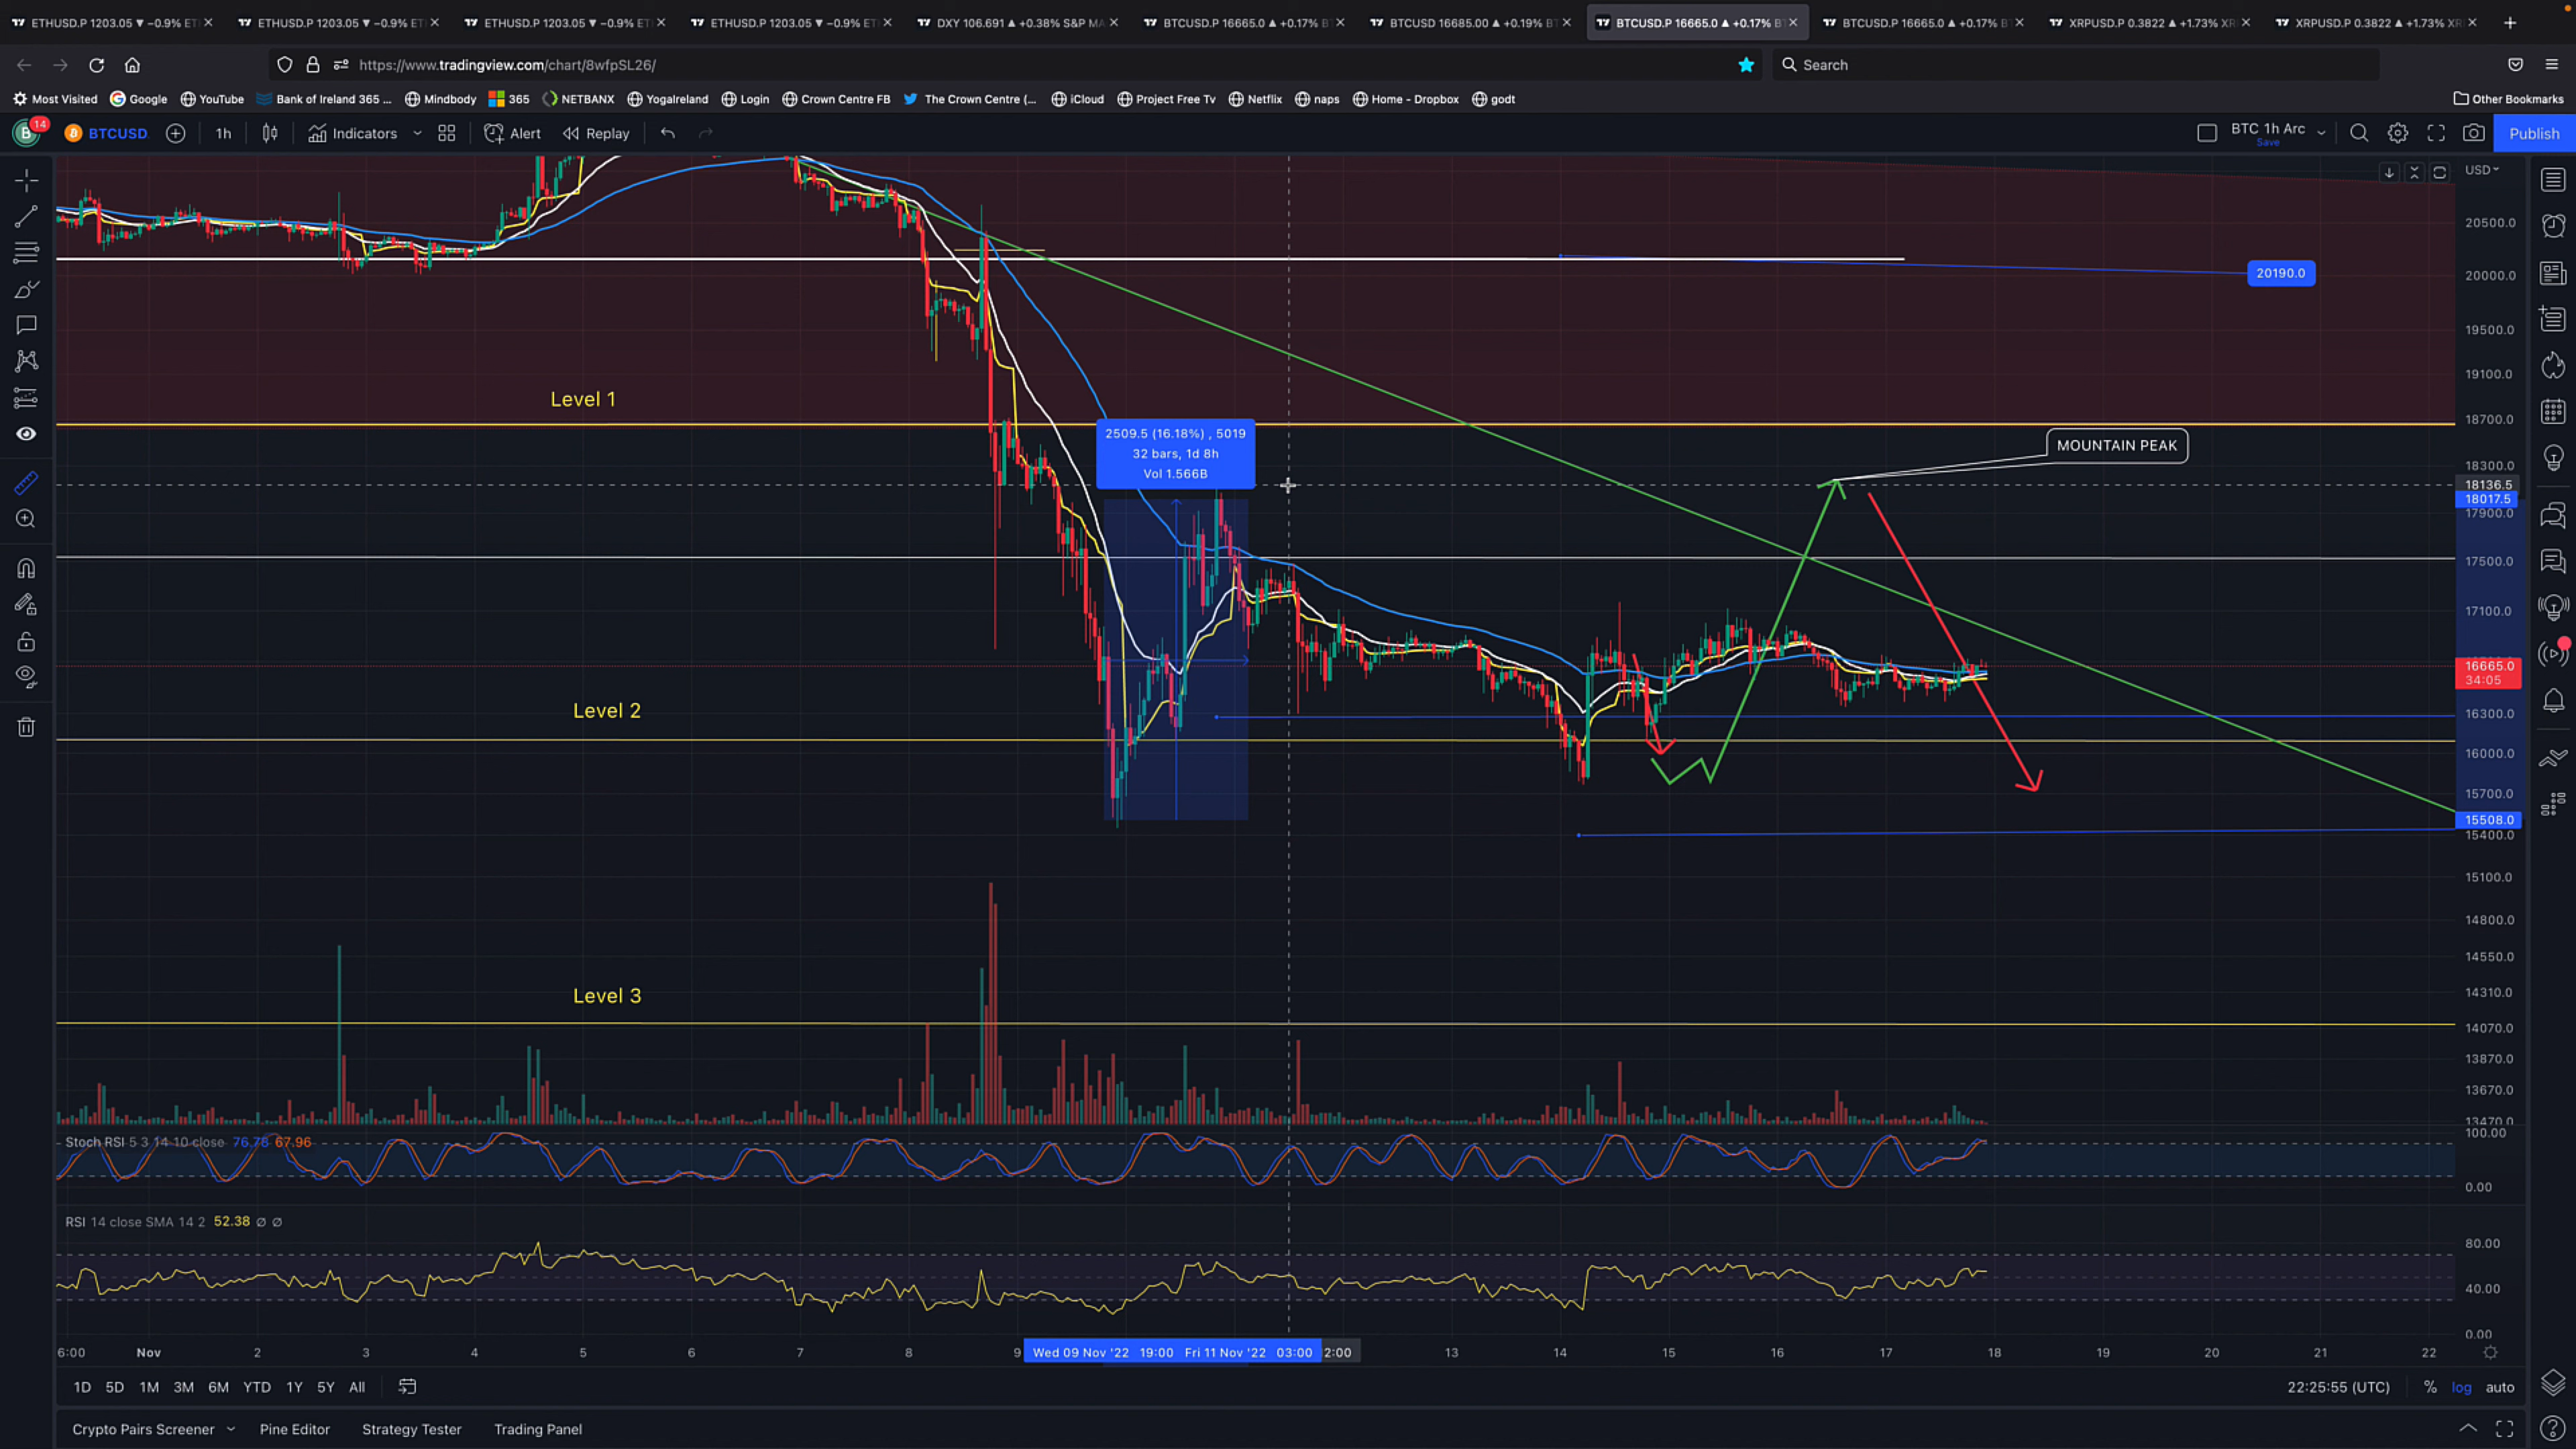 ETHUSD.P 1203.05 ▼ −0.9% ETH
ETHUSD.P 1203.05 ▼ −0.9% ETH
ETHUSD.P 1203.05 ▼ −0.9% ETH
ETHUSD.P 1203.05 ▼ −0.9% ETH
DXY 106.691 ▲ +0.38% S&P MA
BTCUSD.P 16665.0 ▲ +0.17% BT
BTCUSD 16685.00 ▲ +0.19% BT
BTCUSD.P 16665.0 ▲ +0.17% BT
BTCUSD.P 16665.0 ▲ +0.17% BT
XRPUSD.P 0.3822 ▲ +1.73% XR
XRPUSD.P 0.3822 ▲ +1.73% XR
https://www.tradingview.com/chart/8wfpSL26/
Search
Most Visited
Google
YouTube
Bank of Ireland 365 ...
Mindbody
365
NETBANX
YogaIreland
Login
Crown Centre FB
The Crown Centre (...
iCloud
Project Free Tv
Netflix
naps
Home - Dropbox
godt
Other Bookmarks
B
14
BTCUSD
1h
Indicators
Alert
Replay
BTC 1h Arc
Save
Publish
USD
20500.0
20190.0
20000.0
19500.0
19100.0
Level 1
18700.0
2509.5 (16.18%) , 5019
32 bars, 1d 8h
Vol 1.566B
MOUNTAIN PEAK
18300.0
18136.5
18017.5
17900.0
17500.0
17100.0
16665.0
34:05
Level 2
16300.0
16000.0
15700.0
15508.0
15400.0
15100.0
14800.0
14550.0
Level 3
14310.0
14070.0
13870.0
13670.0
13470.0
Stoch RSI 5 3 14 10 close 76.78 67.96
100.00
0.00
RSI 14 close SMA 14 2 52.38 ∅ ∅
80.00
40.00
0.00
6:00 Nov 2 3 4 5 6 7 8 9 Wed 09 Nov '22 19:00 Fri 11 Nov '22 03:00 2:00 13 14 15 16 17 18 19 20 21 22
1D 5D 1M 3M 6M YTD 1Y 5Y All
22:25:55 (UTC) % log auto
Crypto Pairs Screener
Pine Editor
Strategy Tester
Trading Panel